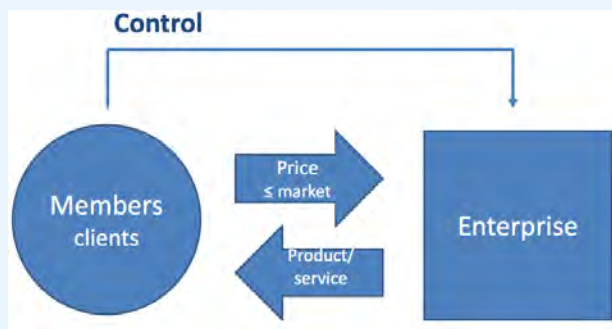 Control
Members
clients
Price
≤ market
Product/
service
Enterprise